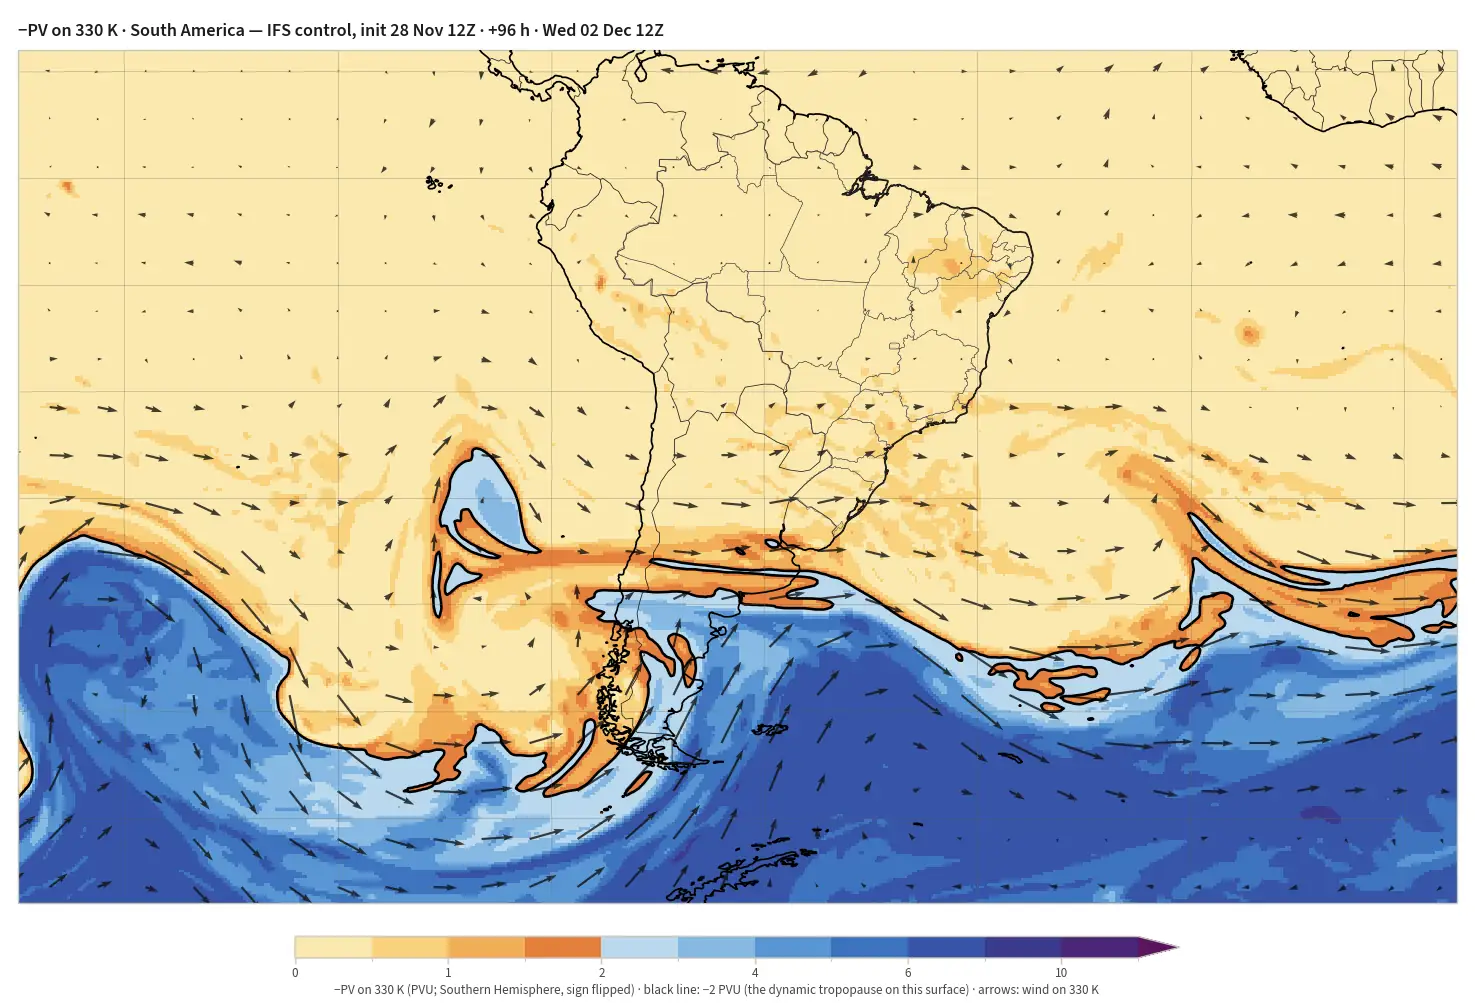 −PV on 330 K · South America — IFS control, init 28 Nov 12Z · +96 h · Wed 02 Dec 12Z
0 1 2 4 6 10
−PV on 330 K (PVU; Southern Hemisphere, sign flipped) · black line: −2 PVU (the dynamic tropopause on this surface) · arrows: wind on 330 K